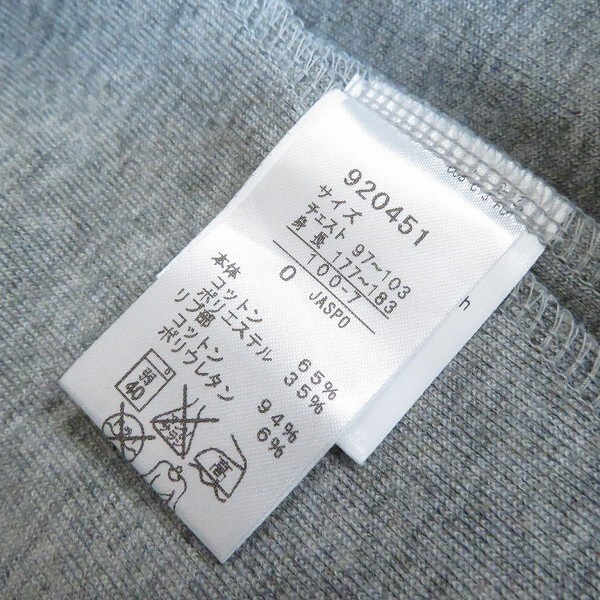 920451
サイズ
チェスト 97~103
身長 177~183
100-7
O JASPO
本体
コットン 65%
ポリエステル 35%
リブ部
コットン 94%
ポリウレタン 6%
弱
40
高
h